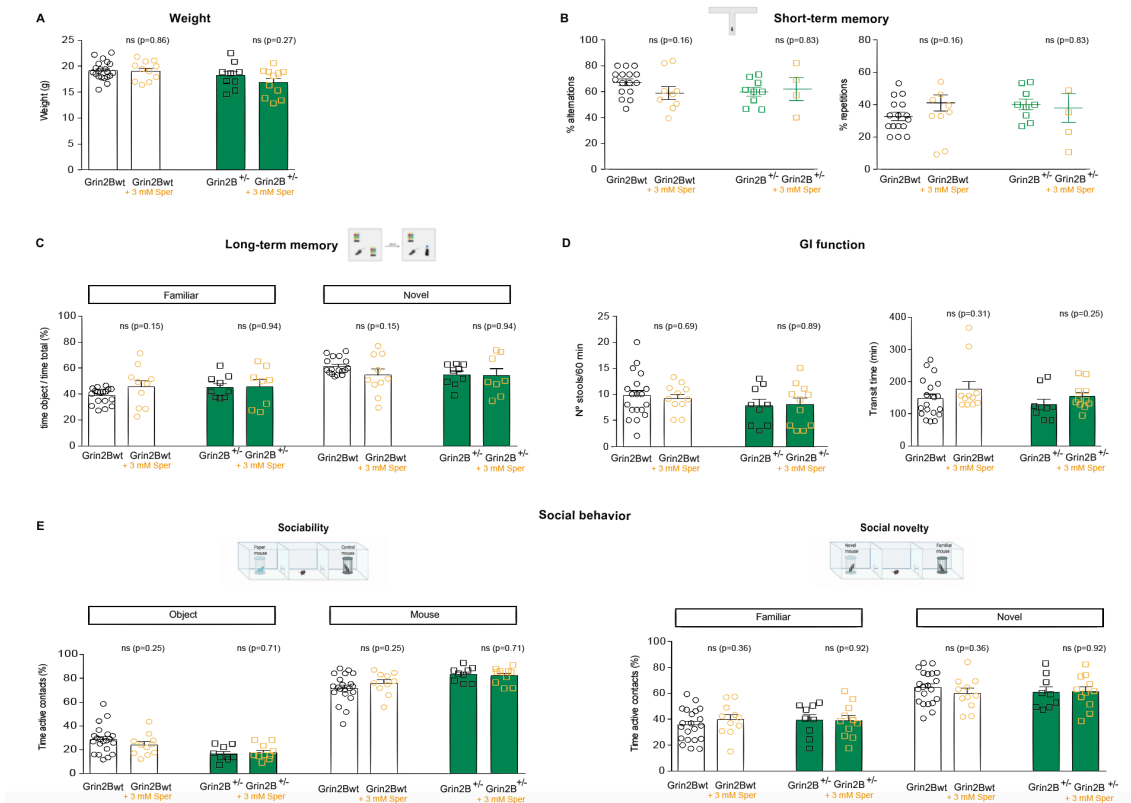 A
Weight
ns (p=0.86)
ns (p=0.27)
Weight (g)
25
20
15
10
5
0
Grin2Bwt
Grin2Bwt
+ 3 mM Sper
Grin2B +/-
Grin2B +/-
+ 3 mM Sper
B
Short-term memory
ns (p=0.16)
ns (p=0.83)
% alternations
100
80
60
40
20
0
Grin2Bwt
Grin2Bwt
+ 3 mM Sper
Grin2B +/-
Grin2B +/-
+ 3 mM Sper
ns (p=0.16)
ns (p=0.83)
% repetitions
80
60
40
20
0
Grin2Bwt
Grin2Bwt
+ 3 mM Sper
Grin2B +/-
Grin2B +/-
+ 3 mM Sper
C
Long-term memory
Familiar
Novel
ns (p=0.15)
ns (p=0.94)
ns (p=0.15)
ns (p=0.94)
time object / time total (%)
100
80
60
40
20
0
Grin2Bwt
Grin2Bwt
+ 3 mM Sper
Grin2B +/-
Grin2B +/-
+ 3 mM Sper
Grin2Bwt
Grin2Bwt
+ 3 mM Sper
Grin2B +/-
Grin2B +/-
+ 3 mM Sper
D
GI function
ns (p=0.69)
ns (p=0.89)
Nº stools/60 min
25
20
15
10
5
0
Grin2Bwt
Grin2Bwt
+ 3 mM Sper
Grin2B +/-
Grin2B +/-
+ 3 mM Sper
ns (p=0.31)
ns (p=0.25)
Transit time (min)
400
300
200
100
0
Grin2Bwt
Grin2Bwt
+ 3 mM Sper
Grin2B +/-
Grin2B +/-
+ 3 mM Sper
E
Social behavior
Sociability
Paper mouse
Control mouse
Object
Mouse
ns (p=0.25)
ns (p=0.71)
ns (p=0.25)
ns (p=0.71)
Time active contacts (%)
100
80
60
40
20
0
Grin2Bwt
Grin2Bwt
+ 3 mM Sper
Grin2B +/-
Grin2B +/-
+ 3 mM Sper
Grin2Bwt
Grin2Bwt
+ 3 mM Sper
Grin2B +/-
Grin2B +/-
+ 3 mM Sper
Social novelty
Novel mouse
Familiar mouse
Familiar
Novel
ns (p=0.36)
ns (p=0.92)
ns (p=0.36)
ns (p=0.92)
Time active contacts (%)
100
80
60
40
20
0
Grin2Bwt
Grin2Bwt
+ 3 mM Sper
Grin2B +/-
Grin2B +/-
+ 3 mM Sper
Grin2Bwt
Grin2Bwt
+ 3 mM Sper
Grin2B +/-
Grin2B +/-
+ 3 mM Sper